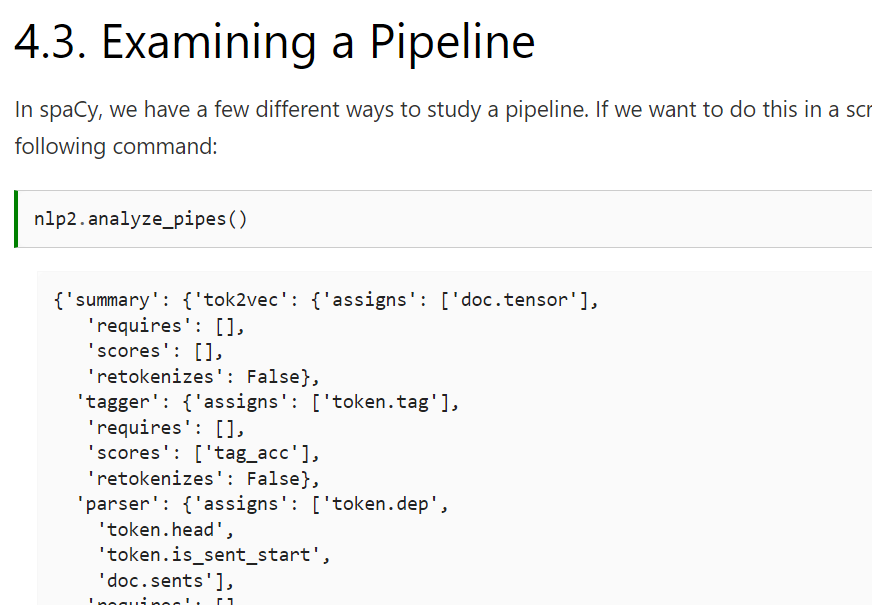 4.3. Examining a Pipeline
In spaCy, we have a few different ways to study a pipeline. If we want to do this in a scr
following command:
nlp2.analyze_pipes()
{'summary': {'tok2vec': {'assigns': ['doc.tensor'],
'requires': [],
'scores': [],
'retokenizes': False},
'tagger': {'assigns': ['token.tag'],
'requires': [],
'scores': ['tag_acc'],
'retokenizes': False},
'parser': {'assigns': ['token.dep',
'token.head',
'token.is_sent_start',
'doc.sents'],
'requires': []